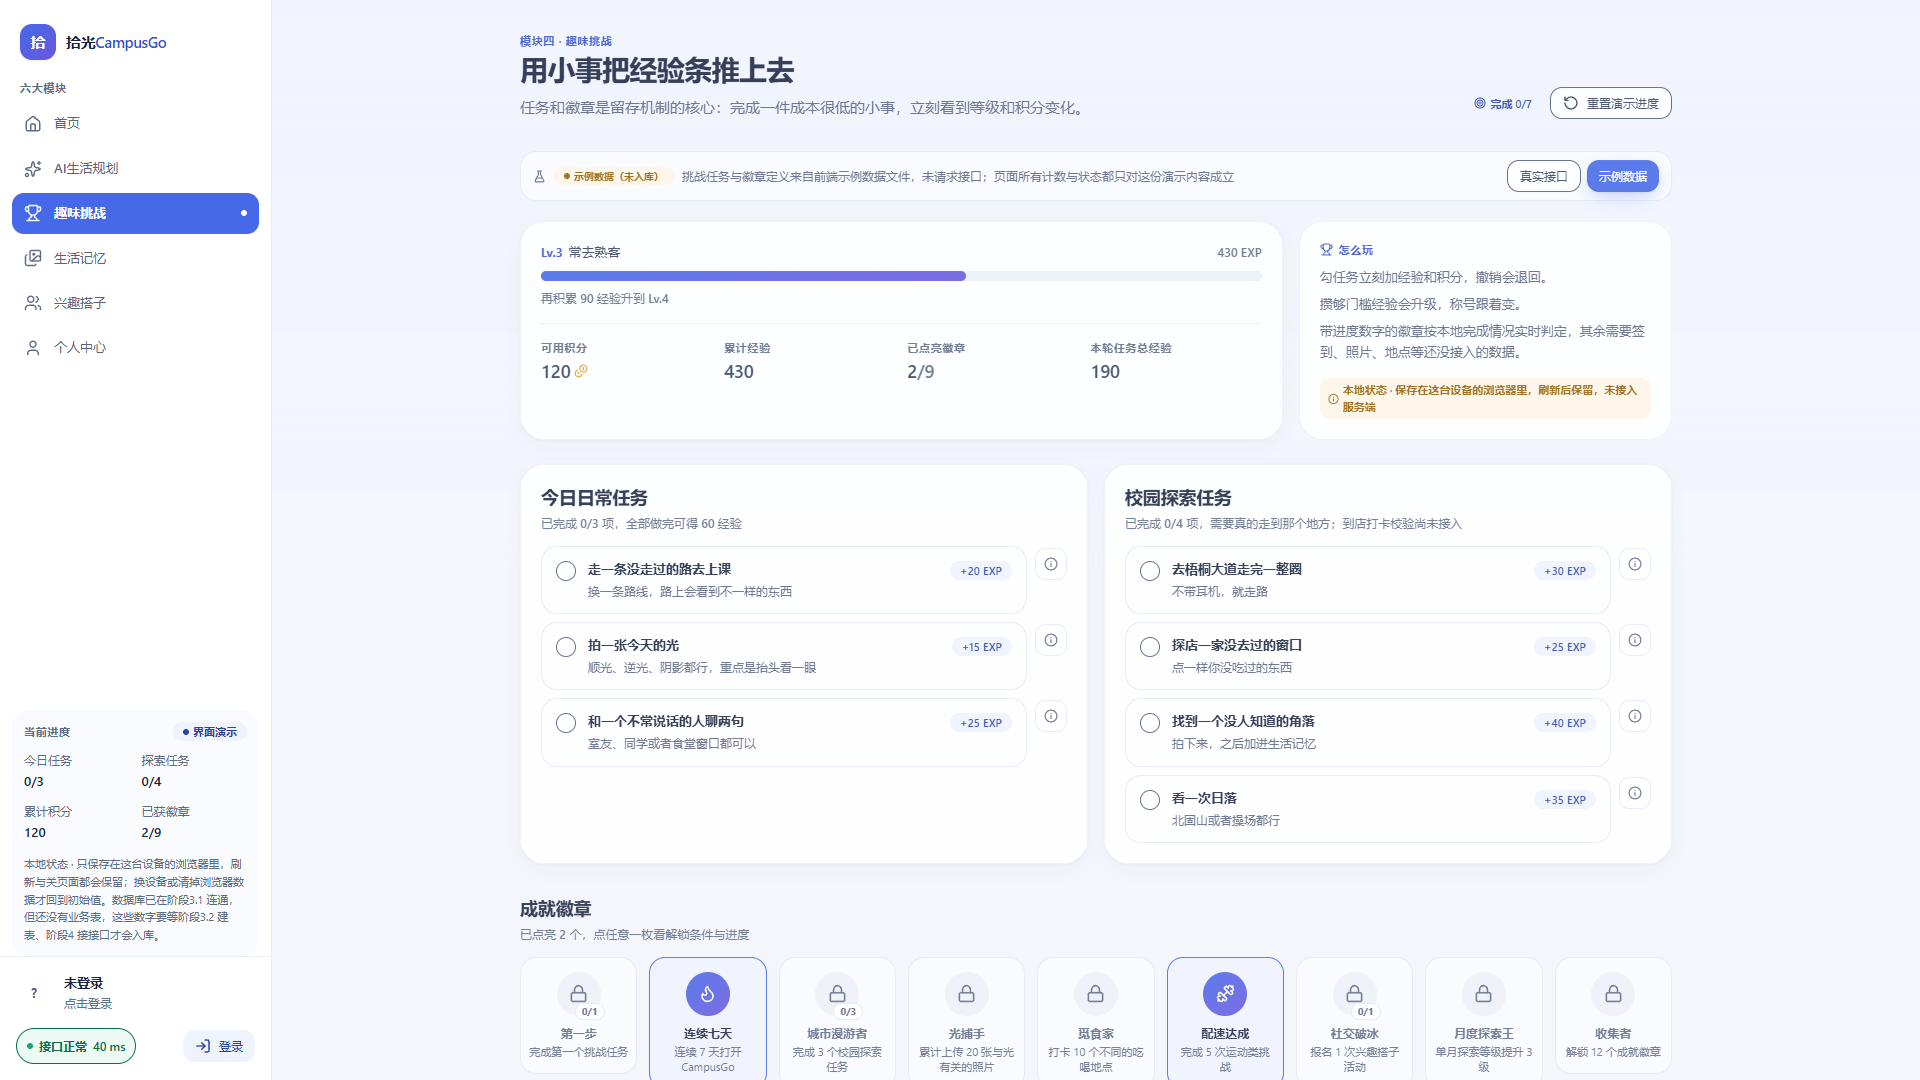 拾 拾光CampusGo
六大模块
首页
AI生活规划
趣味挑战
生活记忆
兴趣搭子
个人中心
当前进度 界面演示
今日任务 探索任务
0/3 0/4
累计积分 已获徽章
120 2/9
本地状态 · 只保存在这台设备的浏览器里，刷
新与关页面都会保留；换设备或清掉浏览器数
据才回到初始值。数据库已在阶段3.1 连通，
但还没有业务表，这些数字要等阶段3.2 建
表、阶段4 接接口才会入库。
? 未登录
点击登录
接口正常 40 ms 登录
模块四 · 趣味挑战
用小事把经验条推上去
任务和徽章是留存机制的核心：完成一件成本很低的小事，立刻看到等级和积分变化。
完成 0/7 重置演示进度
示例数据（未入库） 挑战任务与徽章定义来自前端示例数据文件，未请求接口；页面所有计数与状态都只对这份演示内容成立
真实接口 示例数据
Lv.3 常去熟客 430 EXP
再积累 90 经验升到 Lv.4
可用积分 累计经验 已点亮徽章 本轮任务总经验
120 430 2/9 190
怎么玩
勾任务立刻加经验和积分，撤销会退回。
攒够门槛经验会升级，称号跟着变。
带进度数字的徽章按本地完成情况实时判定，其余需要签
到、照片、地点等还没接入的数据。
本地状态 · 保存在这台设备的浏览器里，刷新后保留，未接入
服务端
今日日常任务
已完成 0/3 项，全部做完可得 60 经验
走一条没走过的路去上课 +20 EXP
换一条路线，路上会看到不一样的东西
拍一张今天的光 +15 EXP
顺光、逆光、阴影都行，重点是抬头看一眼
和一个不常说话的人聊两句 +25 EXP
室友、同学或者食堂窗口都可以
校园探索任务
已完成 0/4 项，需要真的走到那个地方；到店打卡校验尚未接入
去梧桐大道走完一整圈 +30 EXP
不带耳机，就走路
探店一家没去过的窗口 +25 EXP
点一样你没吃过的东西
找到一个没人知道的角落 +40 EXP
拍下来，之后加进生活记忆
看一次日落 +35 EXP
北固山或者操场都行
成就徽章
已点亮 2 个，点任意一枚看解锁条件与进度
0/1
第一步
完成第一个挑战任务
连续七天
连续 7 天打开
CampusGo
0/3
城市漫游者
完成 3 个校园探索
任务
光捕手
累计上传 20 张与光
有关的照片
觅食家
打卡 10 个不同的吃
喝地点
配速达成
完成 5 次运动类挑
战
0/1
社交破冰
报名 1 次兴趣搭子
活动
月度探索王
单月探索等级提升 3
级
收集者
解锁 12 个成就徽章